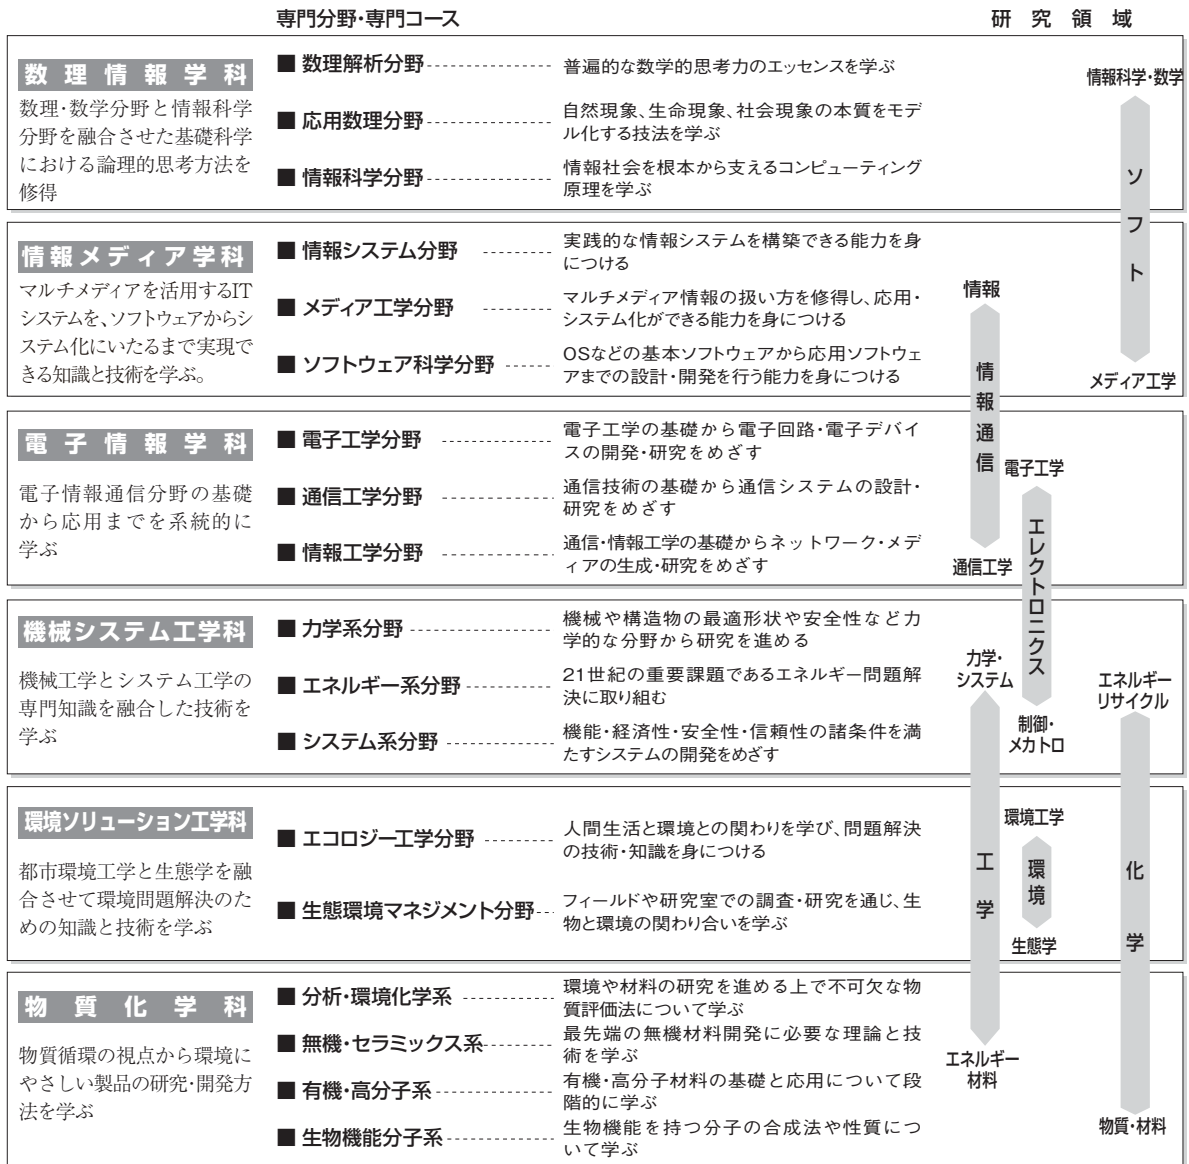 専門分野・専門コース
研究領域
数理情報学科
数理・数学分野と情報科学
分野を融合させた基礎科学
における論理的思考方法を
修得
■ 数理解析分野
普遍的な数学的思考力のエッセンスを学ぶ
■ 応用数理分野
自然現象、生命現象、社会現象の本質をモデ
ル化する技法を学ぶ
■ 情報科学分野
情報社会を根本から支えるコンピューティング
原理を学ぶ
情報科学・数学
ソフト
メディア工学
情報メディア学科
マルチメディアを活用するIT
システムを、ソフトウェアからシ
ステム化にいたるまで実現で
きる知識と技術を学ぶ。
■ 情報システム分野
実践的な情報システムを構築できる能力を身
につける
■ メディア工学分野
マルチメディア情報の扱い方を修得し、応用・
システム化ができる能力を身につける
■ ソフトウェア科学分野
OSなどの基本ソフトウェアから応用ソフトウェ
アまでの設計・開発を行う能力を身につける
情報
情報通信
通信工学
電子情報学科
電子情報通信分野の基礎
から応用までを系統的に
学ぶ
■ 電子工学分野
電子工学の基礎から電子回路・電子デバイ
スの開発・研究をめざす
■ 通信工学分野
通信技術の基礎から通信システムの設計・
研究をめざす
■ 情報工学分野
通信・情報工学の基礎からネットワーク・メデ
ィアの生成・研究をめざす
電子工学
エレクトロニクス
制御・
メカトロ
機械システム工学科
機械工学とシステム工学の
専門知識を融合した技術を
学ぶ
■ 力学系分野
機械や構造物の最適形状や安全性など力
学的な分野から研究を進める
■ エネルギー系分野
21世紀の重要課題であるエネルギー問題解
決に取り組む
■ システム系分野
機能・経済性・安全性・信頼性の諸条件を満
たすシステムの開発をめざす
力学・
システム
工学
エネルギー
材料
エネルギー
リサイクル
化学
物質・材料
環境ソリューション工学科
都市環境工学と生態学を融
合させて環境問題解決のた
めの知識と技術を学ぶ
■ エコロジー工学分野
人間生活と環境との関わりを学び、問題解決
の技術・知識を身につける
■ 生態環境マネジメント分野
フィールドや研究室での調査・研究を通じ、生
物と環境の関わり合いを学ぶ
環境工学
環境
生態学
物質化学科
物質循環の視点から環境に
やさしい製品の研究・開発方
法を学ぶ
■ 分析・環境化学系
環境や材料の研究を進める上で不可欠な物
質評価法について学ぶ
■ 無機・セラミックス系
最先端の無機材料開発に必要な理論と技
術を学ぶ
■ 有機・高分子系
有機・高分子材料の基礎と応用について段
階的に学ぶ
■ 生物機能分子系
生物機能を持つ分子の合成法や性質につ
いて学ぶ